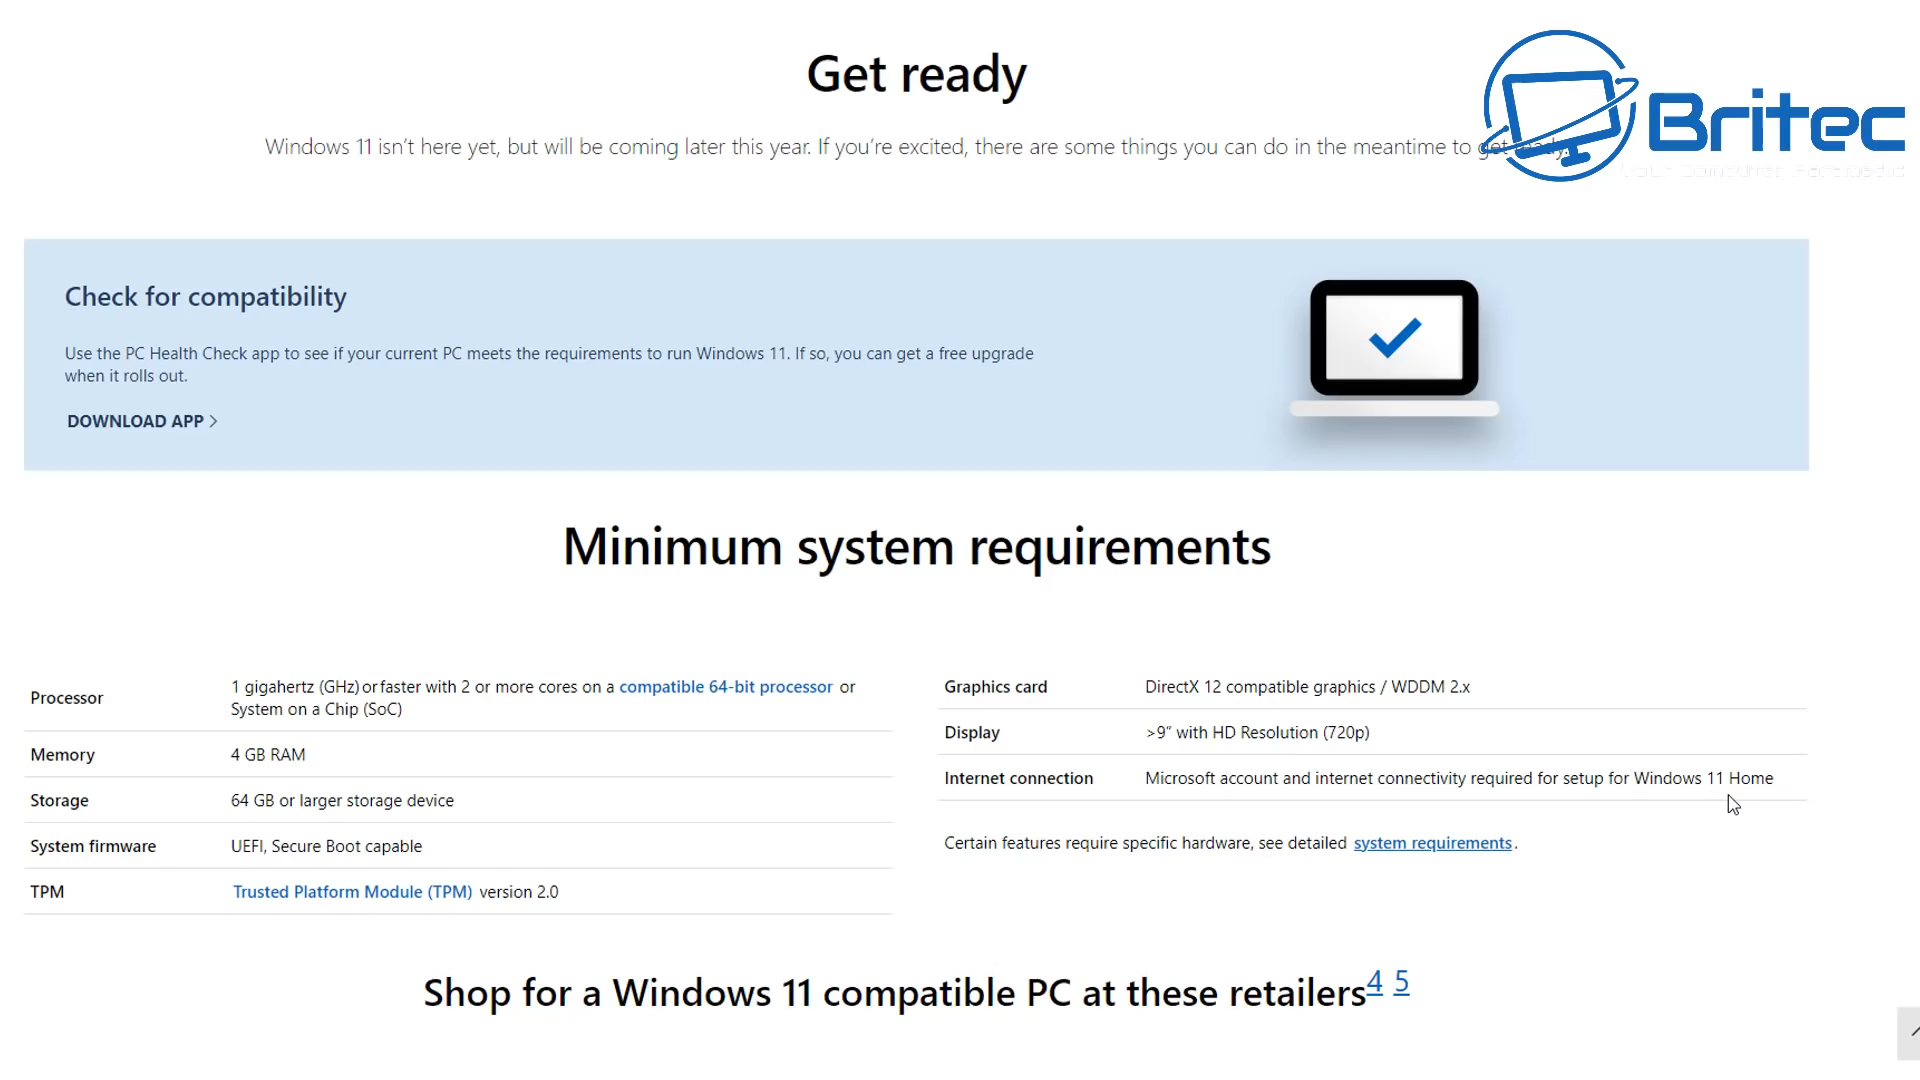 Get ready
Britec
Windows 11 isn't here yet, but will be coming later this year. If you're excited, there are some things you can do in the meantime to get ready.
Check for compatibility
Use the PC Health Check app to see if your current PC meets the requirements to run Windows 11. If so, you can get a free upgrade
when it rolls out.
DOWNLOAD APP >
Minimum system requirements
Processor
1 gigahertz (GHz) or faster with 2 or more cores on a compatible 64-bit processor or
System on a Chip (SoC)
Memory 4 GB RAM
Storage 64 GB or larger storage device
System firmware UEFI, Secure Boot capable
TPM Trusted Platform Module (TPM) version 2.0
Graphics card DirectX 12 compatible graphics / WDDM 2.x
Display >9” with HD Resolution (720p)
Internet connection Microsoft account and internet connectivity required for setup for Windows 11 Home
Certain features require specific hardware, see detailed system requirements.
Shop for a Windows 11 compatible PC at these retailers4 5